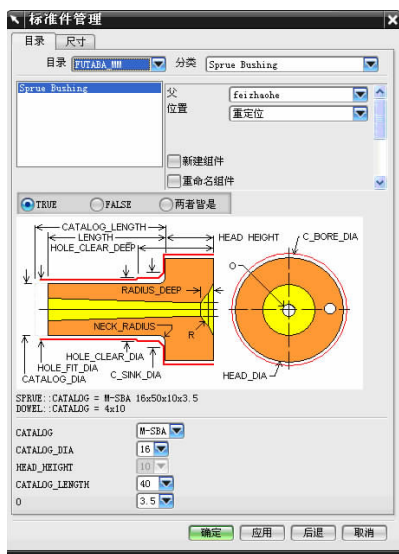 标准件管理
目录 尺寸
目录 FUTABA_MM 分类 Sprue Bushing
Sprue Bushing
父 feizhaohe
位置 重定位
新建组件
重命名组件
TRUE FALSE 两者皆是
CATALOG_LENGTH
LENGTH HEAD HEIGHT C_BORE_DIA
HOLE_CLEAR_DEEP
O
RADIUS_DEEP
NECK_RADIUS R
HOLE_CLEAR_DIA
HOLE_FIT_DIA C_SINK_DIA HEAD_DIA
CATALOG_DIA
SPRUE::CATALOG = M-SBA 16x50x10x3.5
DOWEL::CATALOG = 4x10
CATALOG M-SBA
CATALOG_DIA 16
HEAD_HEIGHT 10
CATALOG_LENGTH 40
O 3.5
确定 应用 后退 取消